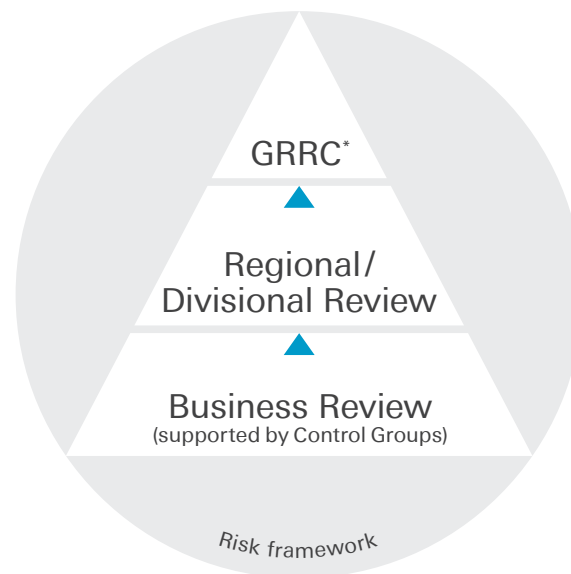 GRRC*
Regional/
Divisional Review
Business Review
(supported by Control Groups)
Risk framework